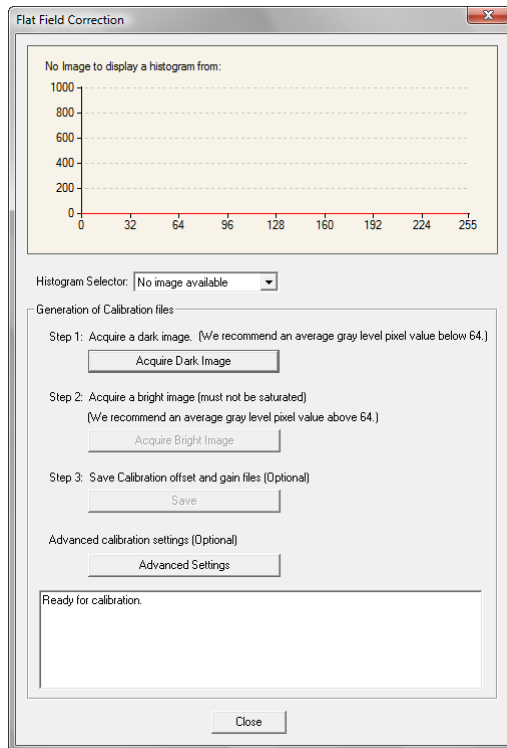 Flat Field Correction
No Image to display a histogram from:
1000
800
600
400
200
0
0 32 64 96 128 160 192 224 255
Histogram Selector: No image available
Generation of Calibration files
Step 1: Acquire a dark image. (We recommend an average gray level pixel value below 64.)
Acquire Dark Image
Step 2: Acquire a bright image (must not be saturated)
(We recommend an average gray level pixel value above 64.)
Acquire Bright Image
Step 3: Save Calibration offset and gain files (Optional)
Save
Advanced calibration settings (Optional)
Advanced Settings
Ready for calibration.
Close